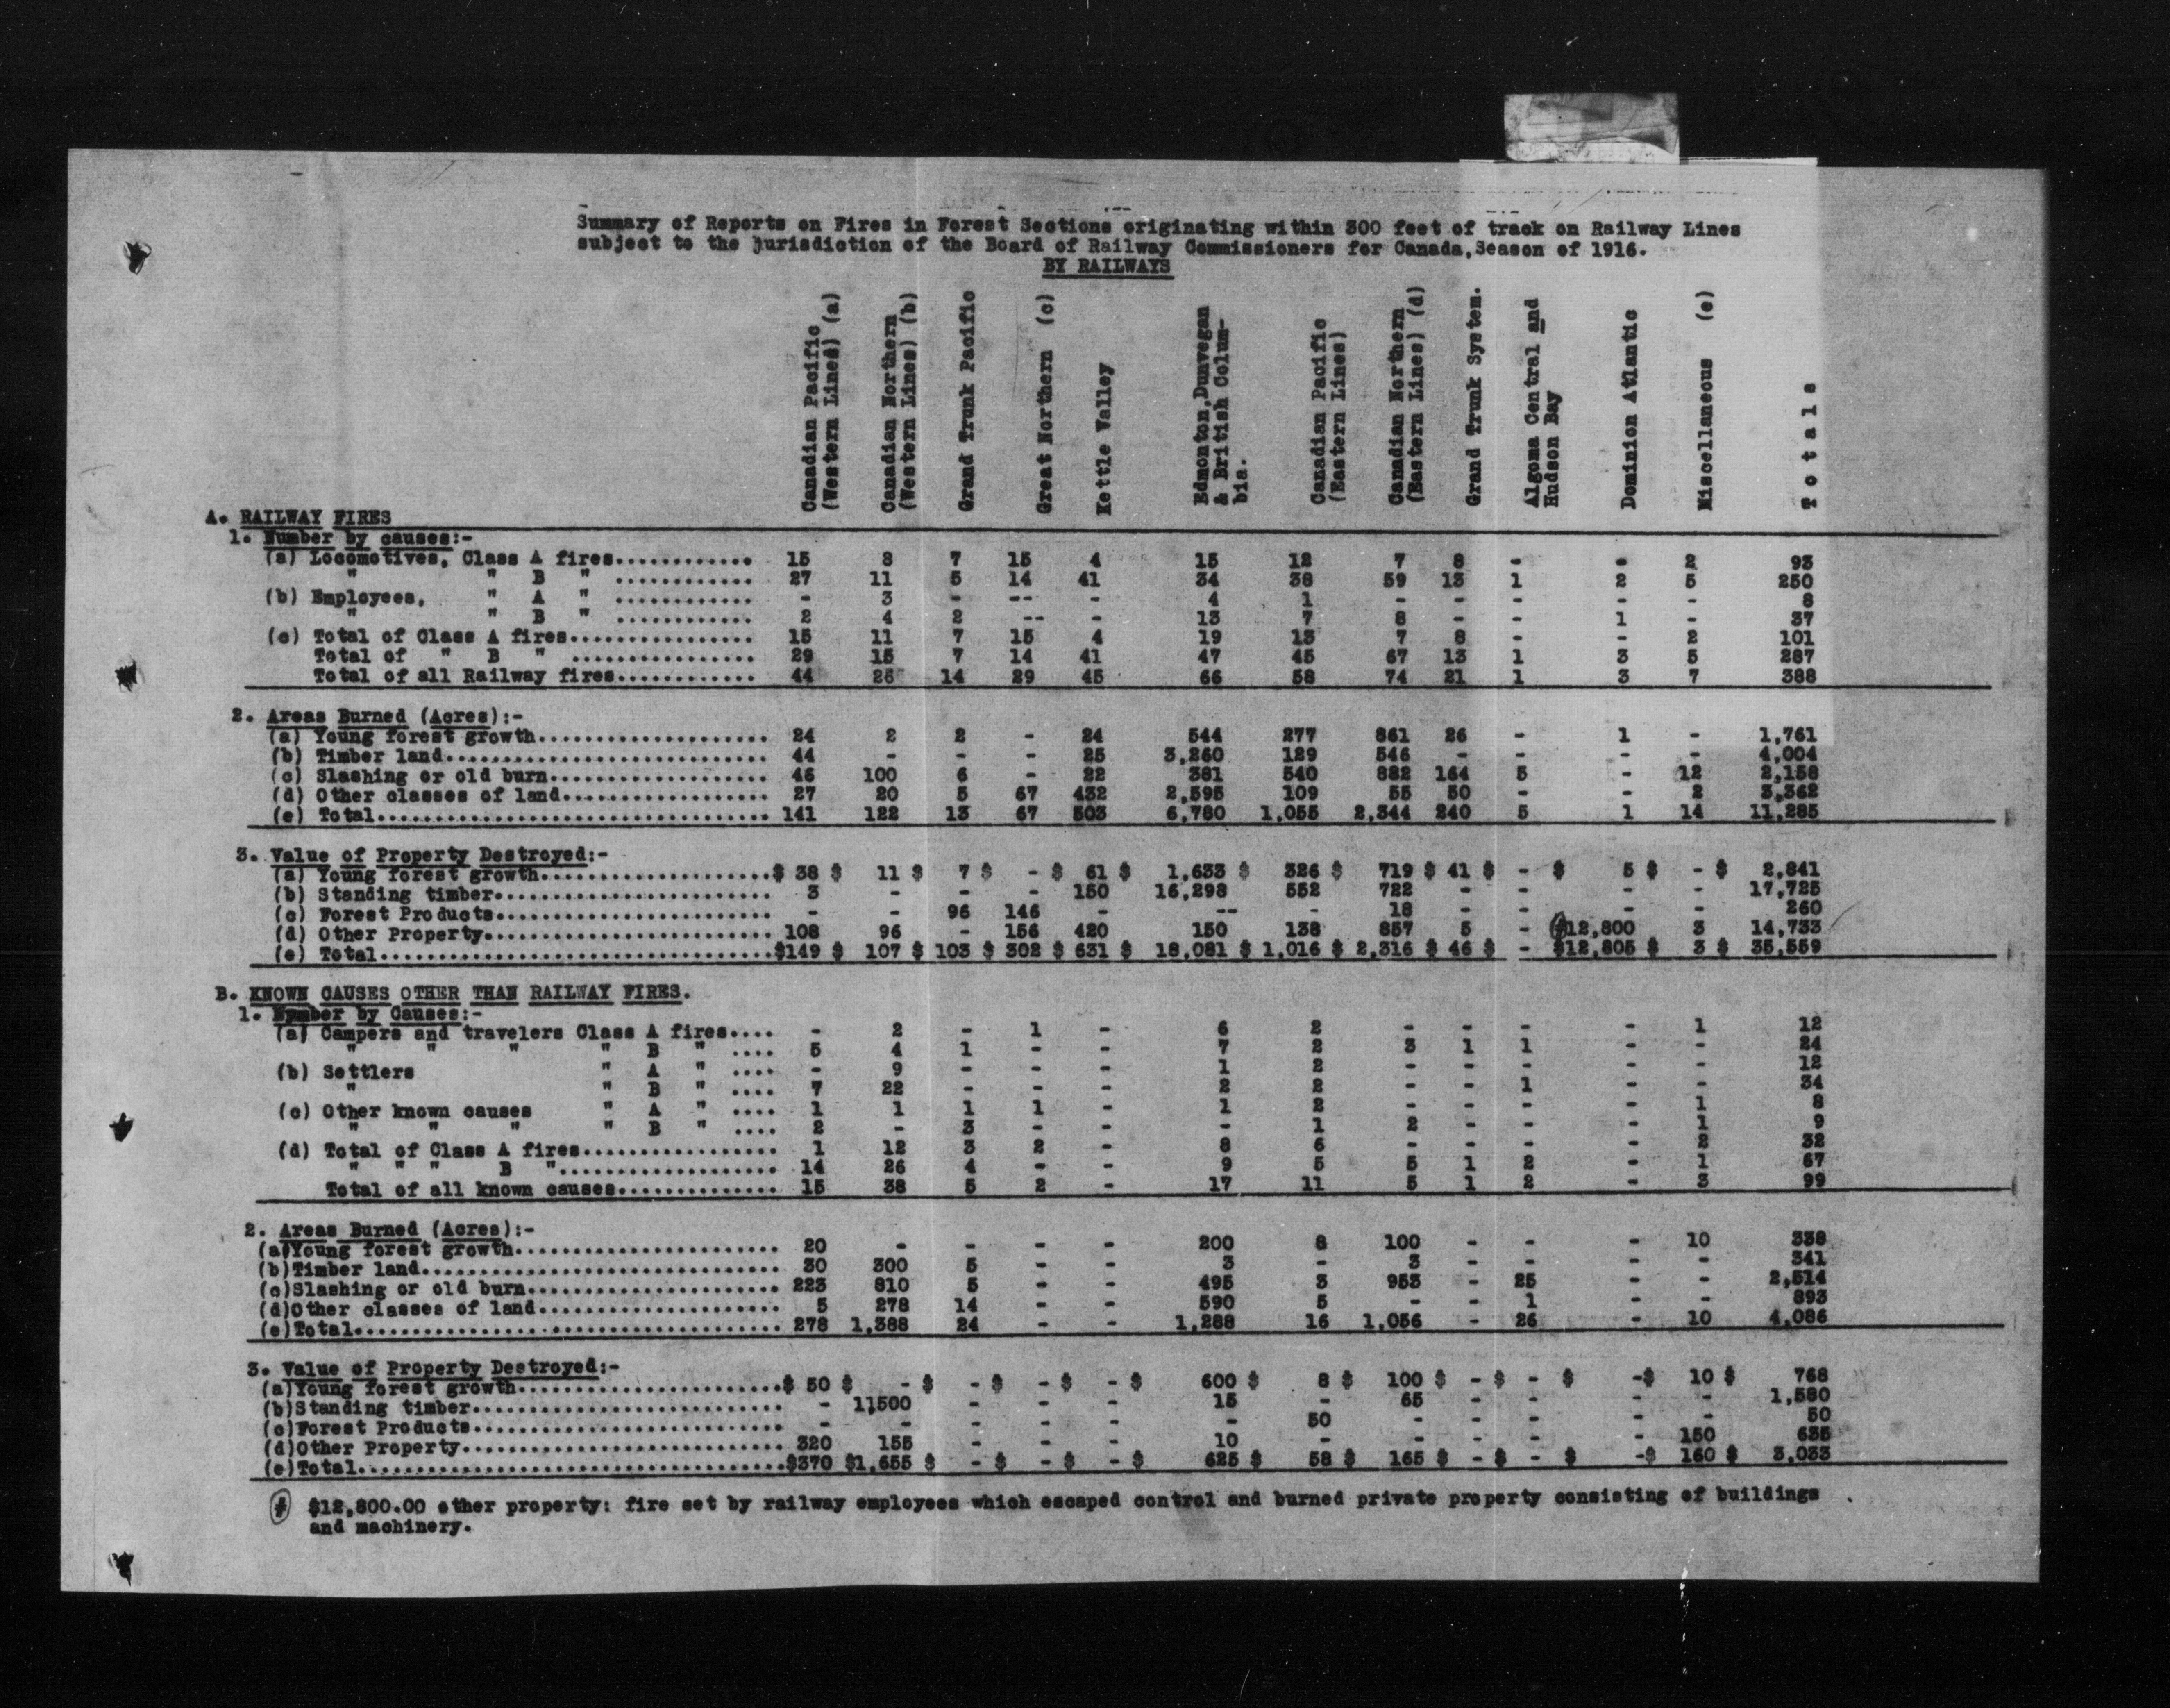 Summary of Reports on Fires in Forest Sections originating within 300 feet of track on Railway Lines
subject to the jurisdiction of the Board of Railway Commissioners for Canada,Season of 1916.
BY RAILWAYS
Canadian Pacific (Western Lines) (a)
Canadian Northern (Western Lines) (b)
Grand Trunk Pacific
Great Northern (c)
Kettle Valley
Edmonton,Dunvegan & British Colum-bia.
Canadian Pacific (Eastern Lines)
Canadian Northern (Eastern Lines) (d)
Grand Trunk System.
Algoma Central and Hudson Bay
Dominion Atlantic
Miscellaneous (e)
Totals
A. RAILWAY FIRES
1. Number by causes:-
(a) Locomotives, Class A fires............ 15 8 7 15 4 15 12 7 8 - - 2 93
" " B " ............ 27 11 5 14 41 34 38 59 13 1 2 5 250
(b) Employees, " A " ............ - 3 - -- - 4 1 - - - - - 8
" " B " ............ 2 4 2 -- - 13 7 8 - - 1 - 37
(c) Total of Class A fires................ 15 11 7 15 4 19 13 7 8 - - 2 101
Total of " B " ................ 29 15 7 14 41 47 45 67 13 1 3 5 287
Total of all Railway fires............ 44 26 14 29 45 66 58 74 21 1 3 7 388
2. Areas Burned (Acres):-
(a) Young forest growth.................... 24 2 2 - 24 544 277 861 26 - 1 - 1,761
(b) Timber land............................ 44 - - - 25 3,260 129 546 - - - - 4,004
(c) Slashing or old burn................... 46 100 6 - 22 381 540 882 164 5 - 12 2,158
(d) Other classes of land.................. 27 20 5 67 432 2,595 109 55 50 - - 2 3,362
(e) Total.................................. 141 122 13 67 503 6,780 1,055 2,344 240 5 1 14 11,285
3. Value of Property Destroyed:-
(a) Young forest growth....................$ 38 $ 11 $ 7 $ - $ 61 $ 1,633 $ 326 $ 719 $ 41 $ - $ 5 $ - $ 2,841
(b) Standing timber........................ 3 - - - 150 16,298 552 722 - - - - 17,725
(c) Forest Products........................ - - 96 146 - -- - 18 - - - - 260
(d) Other Property......................... 108 96 - 156 420 150 138 857 5 - (#)12,800 3 14,733
(e) Total..................................$149 $ 107 $ 103 $ 302 $ 631 $ 18,081 $ 1,016 $ 2,316 $ 46 $ - $12,805 $ 3 $ 35,559
B. KNOWN CAUSES OTHER THAN RAILWAY FIRES.
1. Number by Causes:-
(a) Campers and travelers Class A fires.... - 2 - 1 - 6 2 - - - - 1 12
" " " " B " .... 5 4 1 - - 7 2 3 1 1 - - 24
(b) Settlers " A " .... - 9 - - - 1 2 - - - - - 12
" " B " .... 7 22 - - - 2 2 - - 1 - - 34
(c) Other known causes " A " .... 1 1 1 1 - 1 2 - - - - 1 8
" " " " B " .... 2 - 3 - - - 1 2 - - - 1 9
(d) Total of Class A fires................. 1 12 3 2 - 8 6 - - - - 2 32
" " " B "................... 14 26 4 - - 9 5 5 1 2 - 1 67
Total of all known causes.............. 15 38 5 2 - 17 11 5 1 2 - 3 99
2. Areas Burned (Acres):-
(a)Young forest growth....................... 20 - - - - 200 8 100 - - - 10 338
(b)Timber land............................... 30 300 5 - - 3 - 3 - - - - 341
(c)Slashing or old burn...................... 223 810 5 - - 495 3 953 - 25 - - 2,514
(d)Other classes of land..................... 5 278 14 - - 590 5 - - 1 - - 893
(e)Total..................................... 278 1,388 24 - - 1,288 16 1,056 - 26 - 10 4,086
3. Value of Property Destroyed:-
(a)Young forest growth.......................$ 50 $ - $ - $ - $ - $ 600 $ 8 $ 100 $ - $ - $ -$ 10 $ 768
(b)Standing timber........................... - 1,500 - - - 15 - 65 - - - - 1,580
(c)Forest Products........................... - - - - - - 50 - - - - - 50
(d)Other Property............................ 320 155 - - - 10 - - - - - 150 635
(e)Total.....................................$370 $1,655 $ - $ - $ - $ 625 $ 58 $ 165 $ - $ - $ -$ 160 $ 3,033
(#) $12,800.00 other property: fire set by railway employees which escaped control and burned private property consisting of buildings
and machinery.